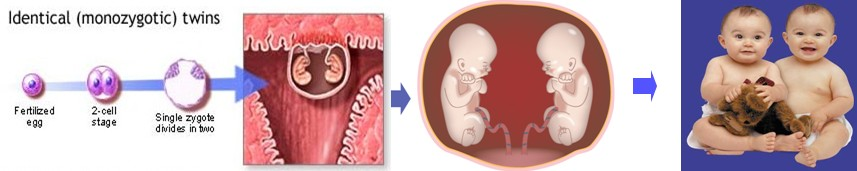 Identical (monozygotic) twins
Fertilized
egg
2-cell
stage
Single zygote
divides in two